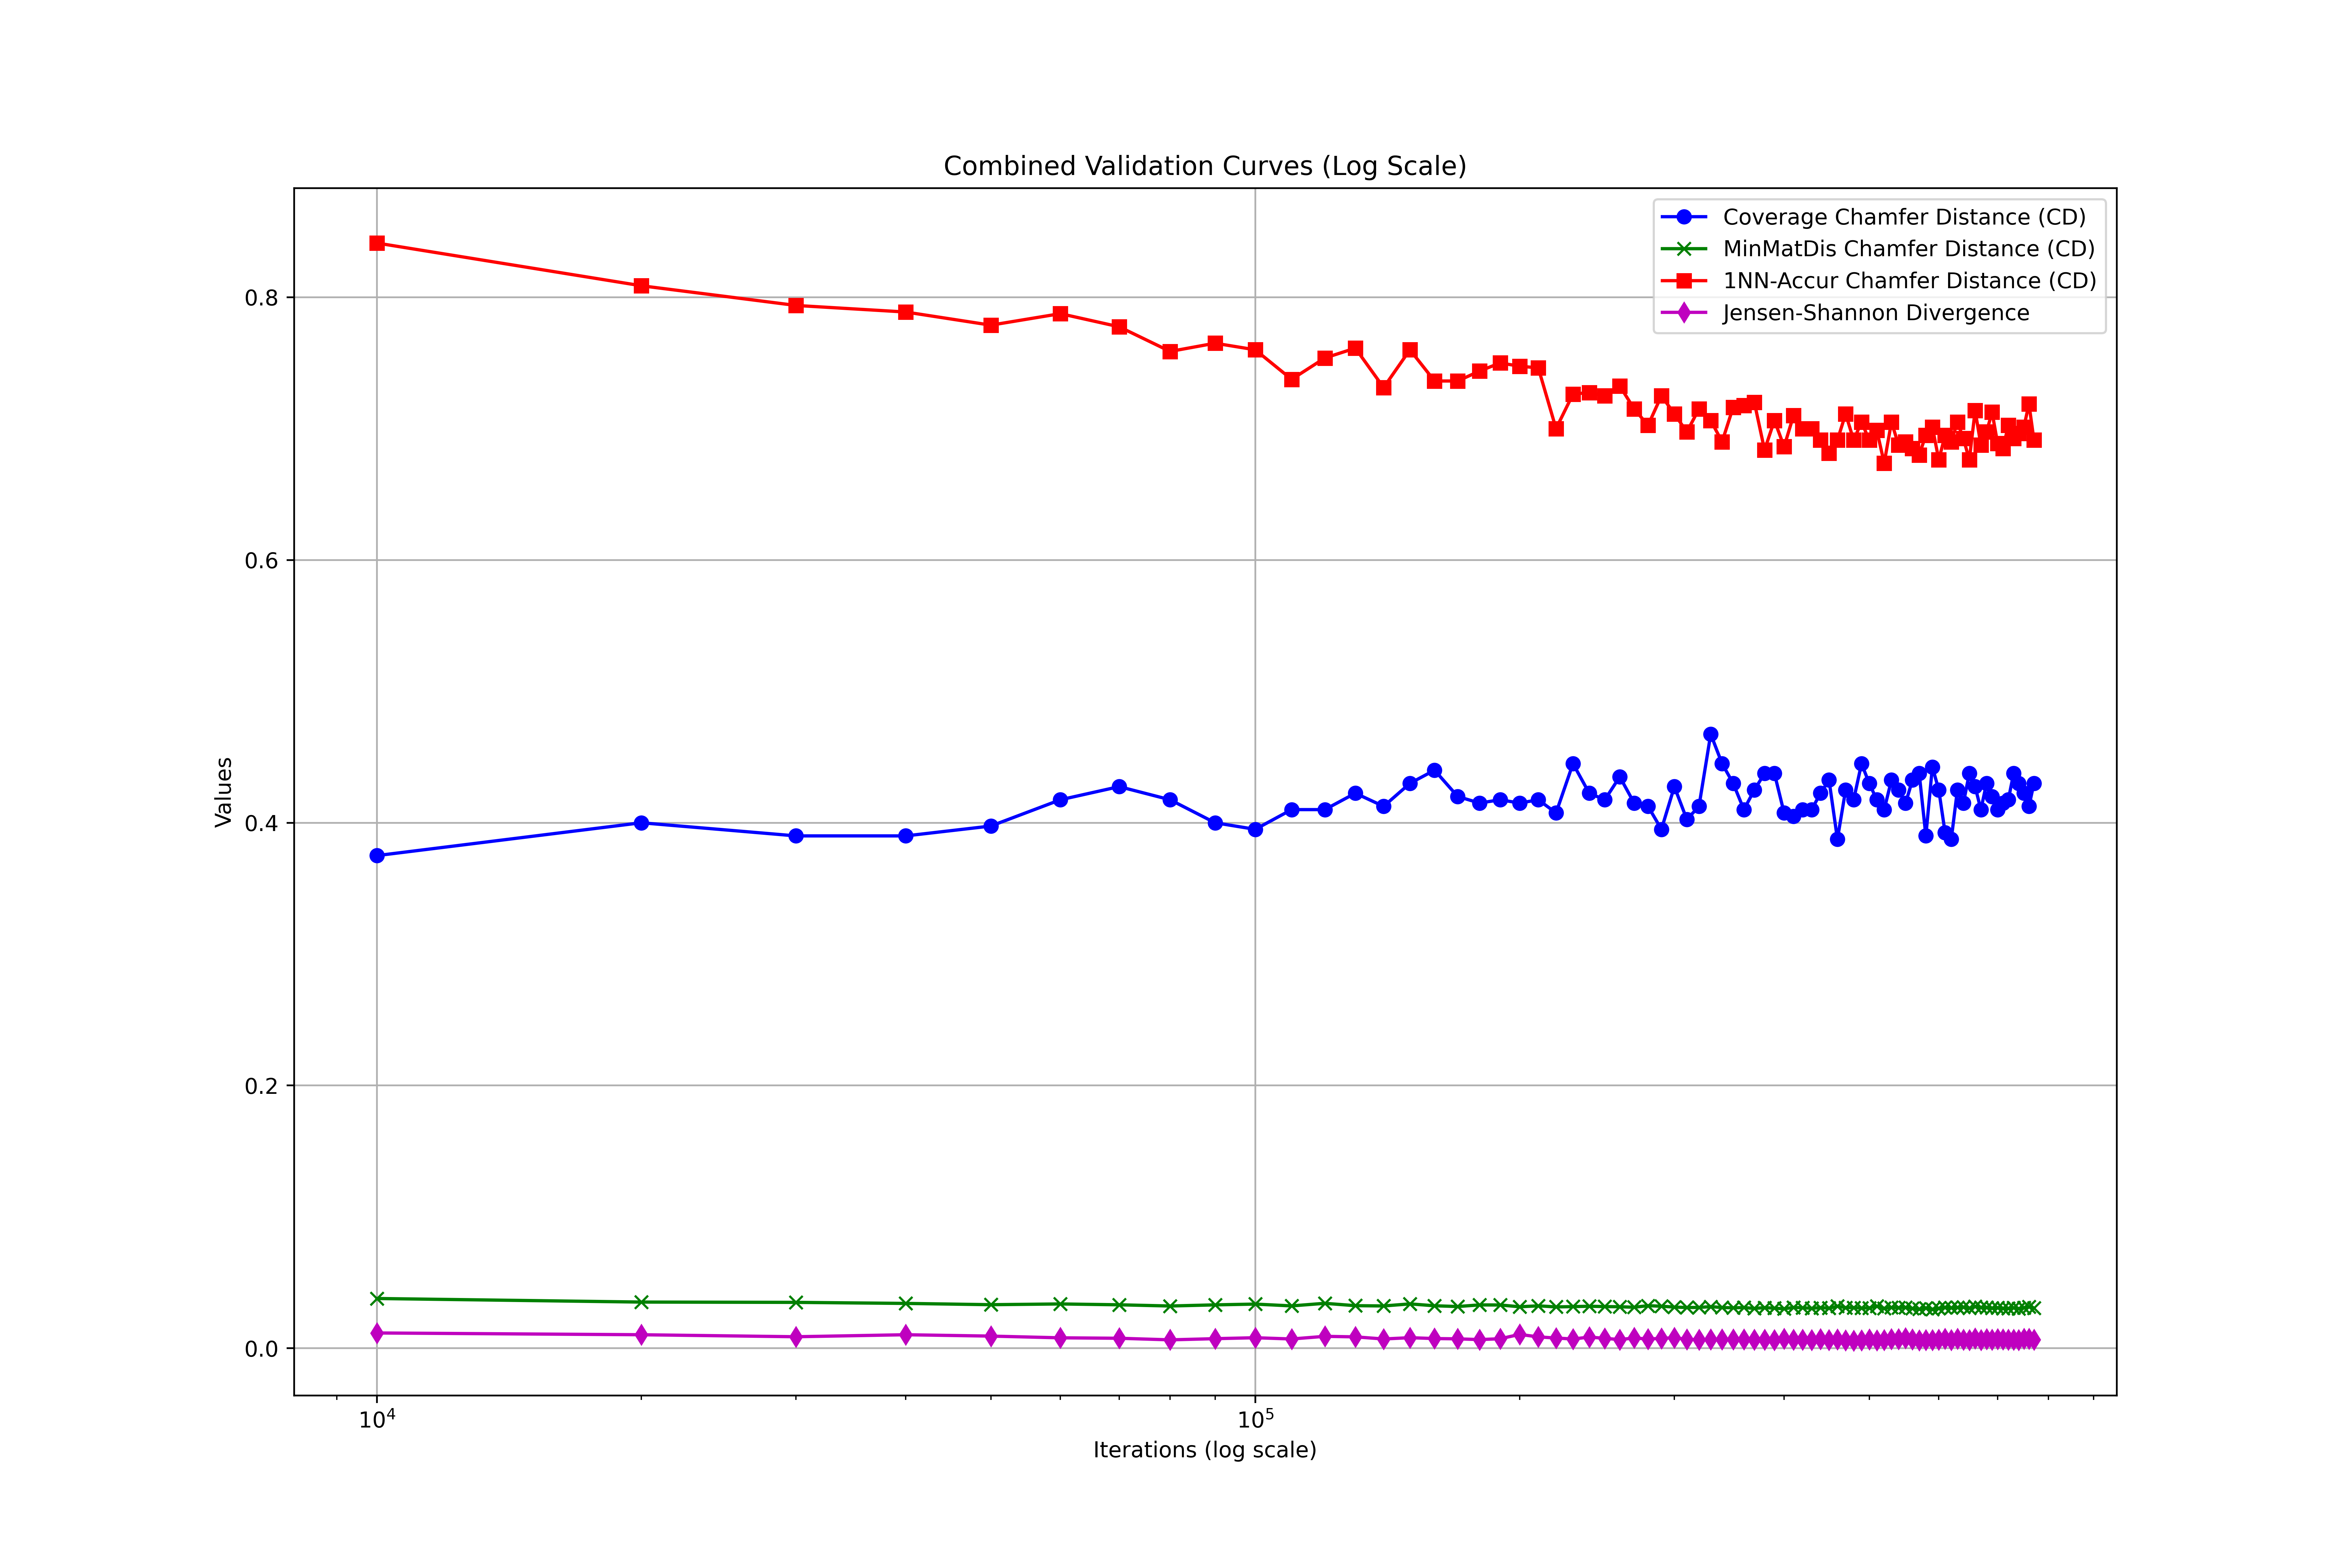 Combined Validation Curves (Log Scale)
Coverage Chamfer Distance (CD)
MinMatDis Chamfer Distance (CD)
1NN-Accur Chamfer Distance (CD)
Jensen-Shannon Divergence
0.8
0.6
0.4
0.2
0.0
Values
10⁴
10⁵
Iterations (log scale)